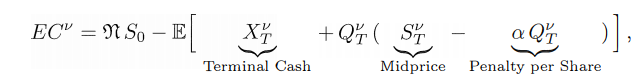 EC^ν = 𝔑 S_0 − 𝔼[ X_T^ν + Q_T^ν ( S_T^ν − α Q_T^ν ) ] ,
Terminal Cash Midprice Penalty per Share